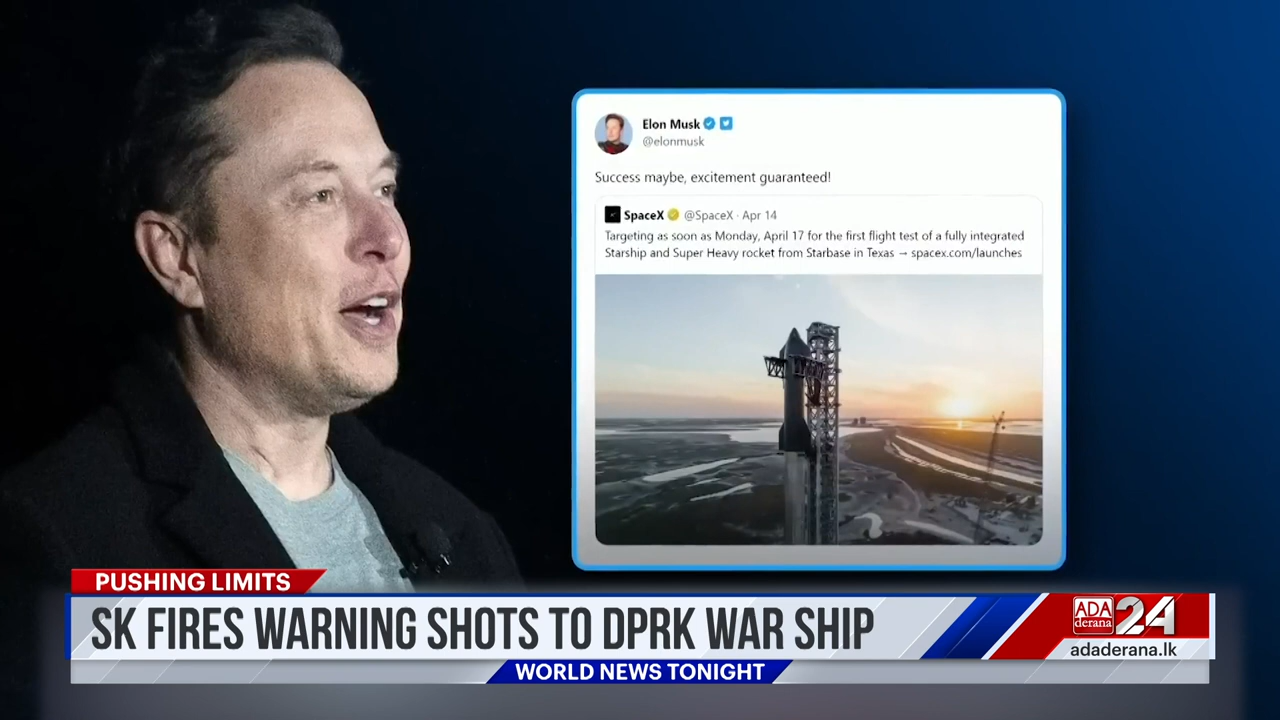 Elon Musk
@elonmusk
Success maybe, excitement guaranteed!
SpaceX @SpaceX · Apr 14
Targeting as soon as Monday, April 17 for the first flight test of a fully integrated
Starship and Super Heavy rocket from Starbase in Texas → spacex.com/launches
PUSHING LIMITS
SK FIRES WARNING SHOTS TO DPRK WAR SHIP
ADA
derana
24
adaderana.lk
WORLD NEWS TONIGHT